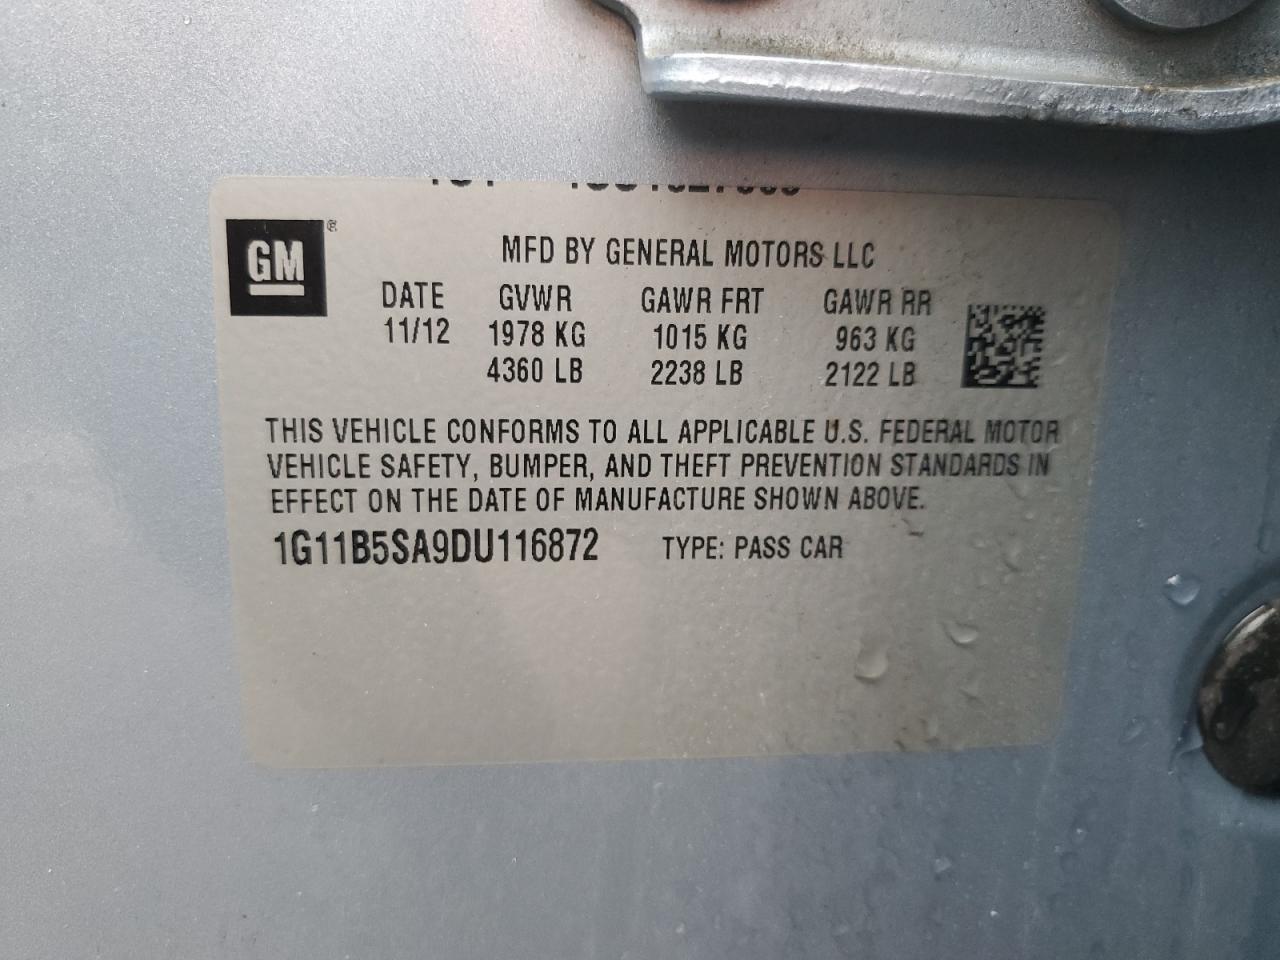 GM ®
MFD BY GENERAL MOTORS LLC
DATE GVWR GAWR FRT GAWR RR
11/12 1978 KG 1015 KG 963 KG
4360 LB 2238 LB 2122 LB
THIS VEHICLE CONFORMS TO ALL APPLICABLE U.S. FEDERAL MOTOR
VEHICLE SAFETY, BUMPER, AND THEFT PREVENTION STANDARDS IN
EFFECT ON THE DATE OF MANUFACTURE SHOWN ABOVE.
1G11B5SA9DU116872 TYPE: PASS CAR